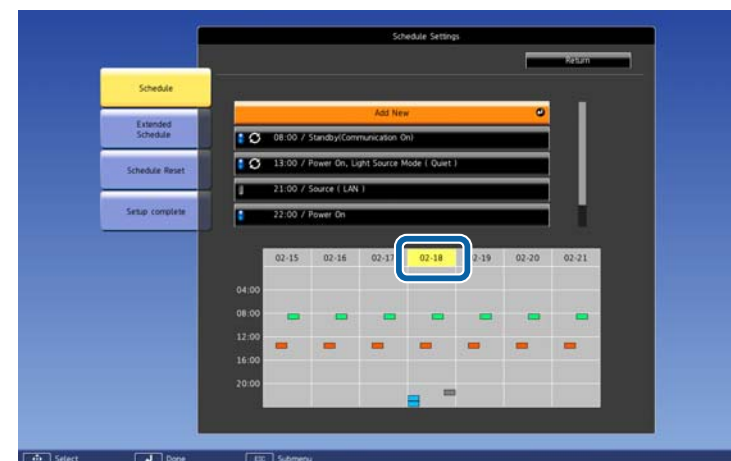 Schedule Settings
Return
Schedule
Extended
Schedule
Schedule Reset
Setup complete
Add New
08:00 / Standby(Communication On)
13:00 / Power On, Light Source Mode ( Quiet )
21:00 / Source ( LAN )
22:00 / Power On
02-15 02-16 02-17 02-18 02-19 02-20 02-21
04:00
08:00
12:00
16:00
20:00
Select Done ESC Submenu